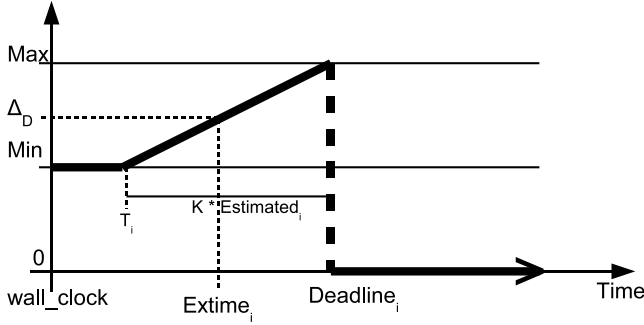 Max
Δ_D
Min
K * Estimated_i
T_i
0
wall_clock
Extime_i
Deadline_i
Time